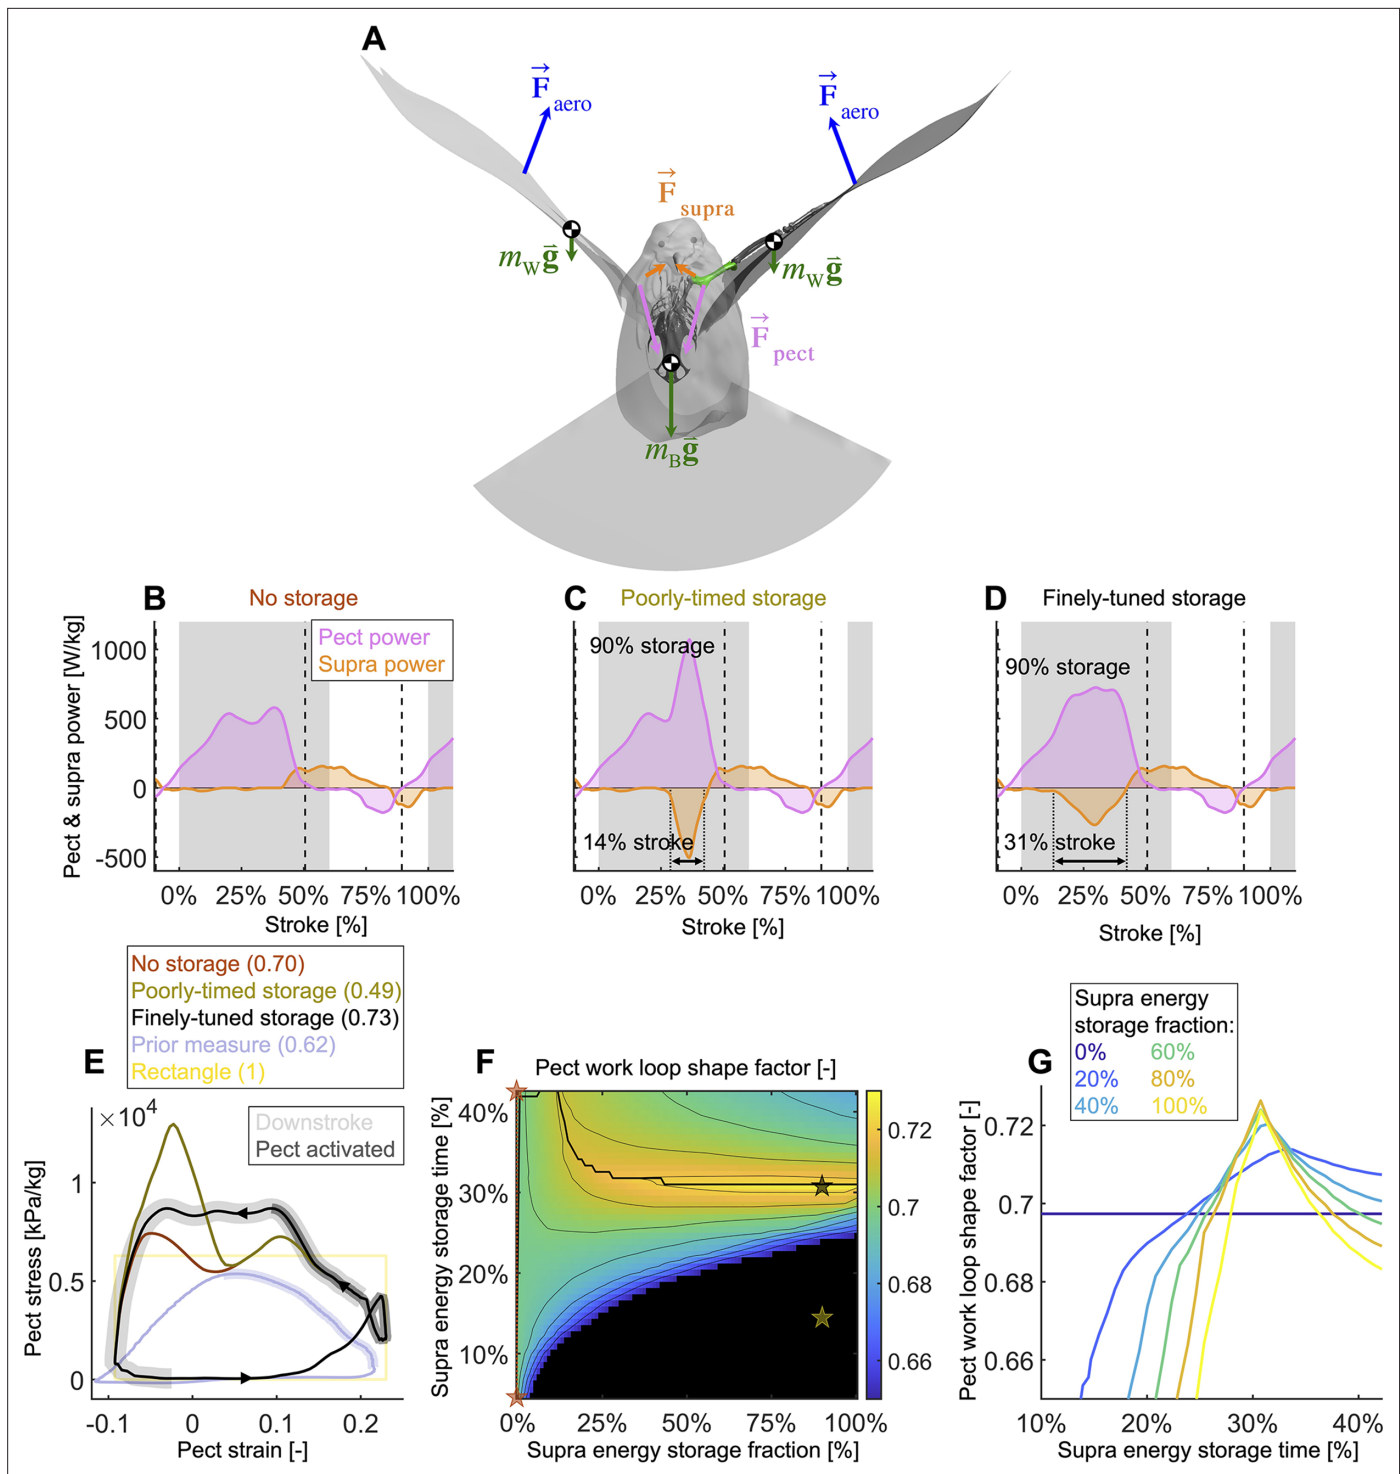 A
F aero
F aero
F supra
m_W g
m_W g
F pect
m_B g
B
No storage
Pect power
Supra power
Pect & supra power [W/kg]
1000
500
0
-500
0% 25% 50% 75% 100%
Stroke [%]
C
Poorly-timed storage
90% storage
14% stroke
0% 25% 50% 75% 100%
Stroke [%]
D
Finely-tuned storage
90% storage
31% stroke
0% 25% 50% 75% 100%
Stroke [%]
No storage (0.70)
Poorly-timed storage (0.49)
Finely-tuned storage (0.73)
Prior measure (0.62)
Rectangle (1)
E
×10⁴
Downstroke
Pect activated
Pect stress [kPa/kg]
1
0.5
0
-0.1 0 0.1 0.2
Pect strain [-]
F
Pect work loop shape factor [-]
Supra energy storage time [%]
40%
30%
20%
10%
0% 25% 50% 75% 100%
Supra energy storage fraction [%]
0.72
0.7
0.68
0.66
G
Supra energy
storage fraction:
0% 60%
20% 80%
40% 100%
Pect work loop shape factor [-]
0.72
0.7
0.68
0.66
10% 20% 30% 40%
Supra energy storage time [%]